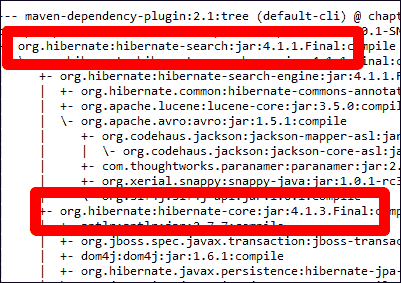 --- maven-dependency-plugin:2.1:tree (default-cli) @ chapt
org.hibernate:hibernate-search:jar:4.1.1.Final:compile
+- org.hibernate:hibernate-search-engine:jar:4.1.1.F
| +- org.hibernate.common:hibernate-commons-annotat
| +- org.apache.lucene:lucene-core:jar:3.5.0:compile
| \- org.apache.avro:avro:jar:1.5.1:compile
| +- org.codehaus.jackson:jackson-mapper-asl:jar
| | \- org.codehaus.jackson:jackson-core-asl:ja
| +- com.thoughtworks.paranamer:paranamer:jar:2.
| +- org.xerial.snappy:snappy-java:jar:1.0.1-rc3
+- org.hibernate:hibernate-core:jar:4.1.3.Final:comp
| +- org.jboss.spec.javax.transaction:jboss-transac
| +- dom4j:dom4j:jar:1.6.1:compile
| +- org.hibernate.javax.persistence:hibernate-jpa-